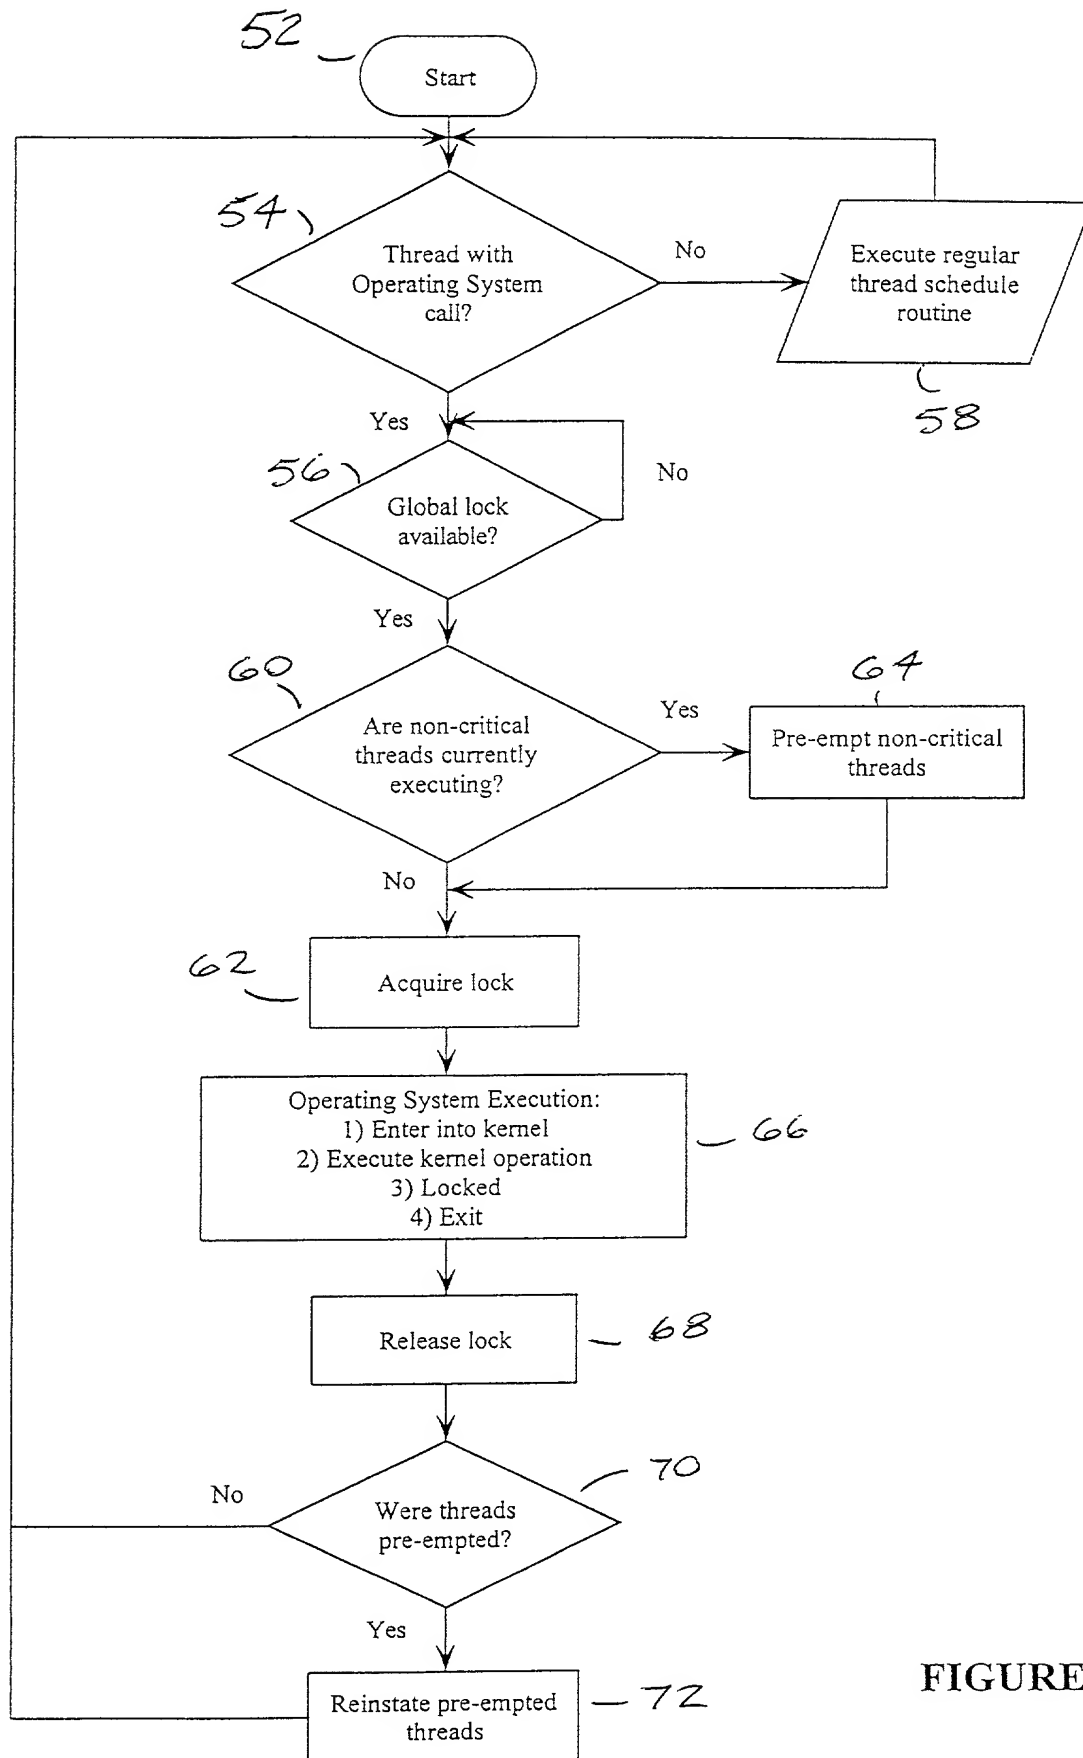 52
Start
54
Thread with
Operating System
call?
No
Execute regular
thread schedule
routine
58
Yes
56
Global lock
available?
No
Yes
60
Are non-critical
threads currently
executing?
Yes
64
Pre-empt non-critical
threads
No
62
Acquire lock
Operating System Execution:
1) Enter into kernel
2) Execute kernel operation
3) Locked
4) Exit
66
Release lock
68
70
No
Were threads
pre-empted?
Yes
Reinstate pre-empted
threads
72
FIGURE